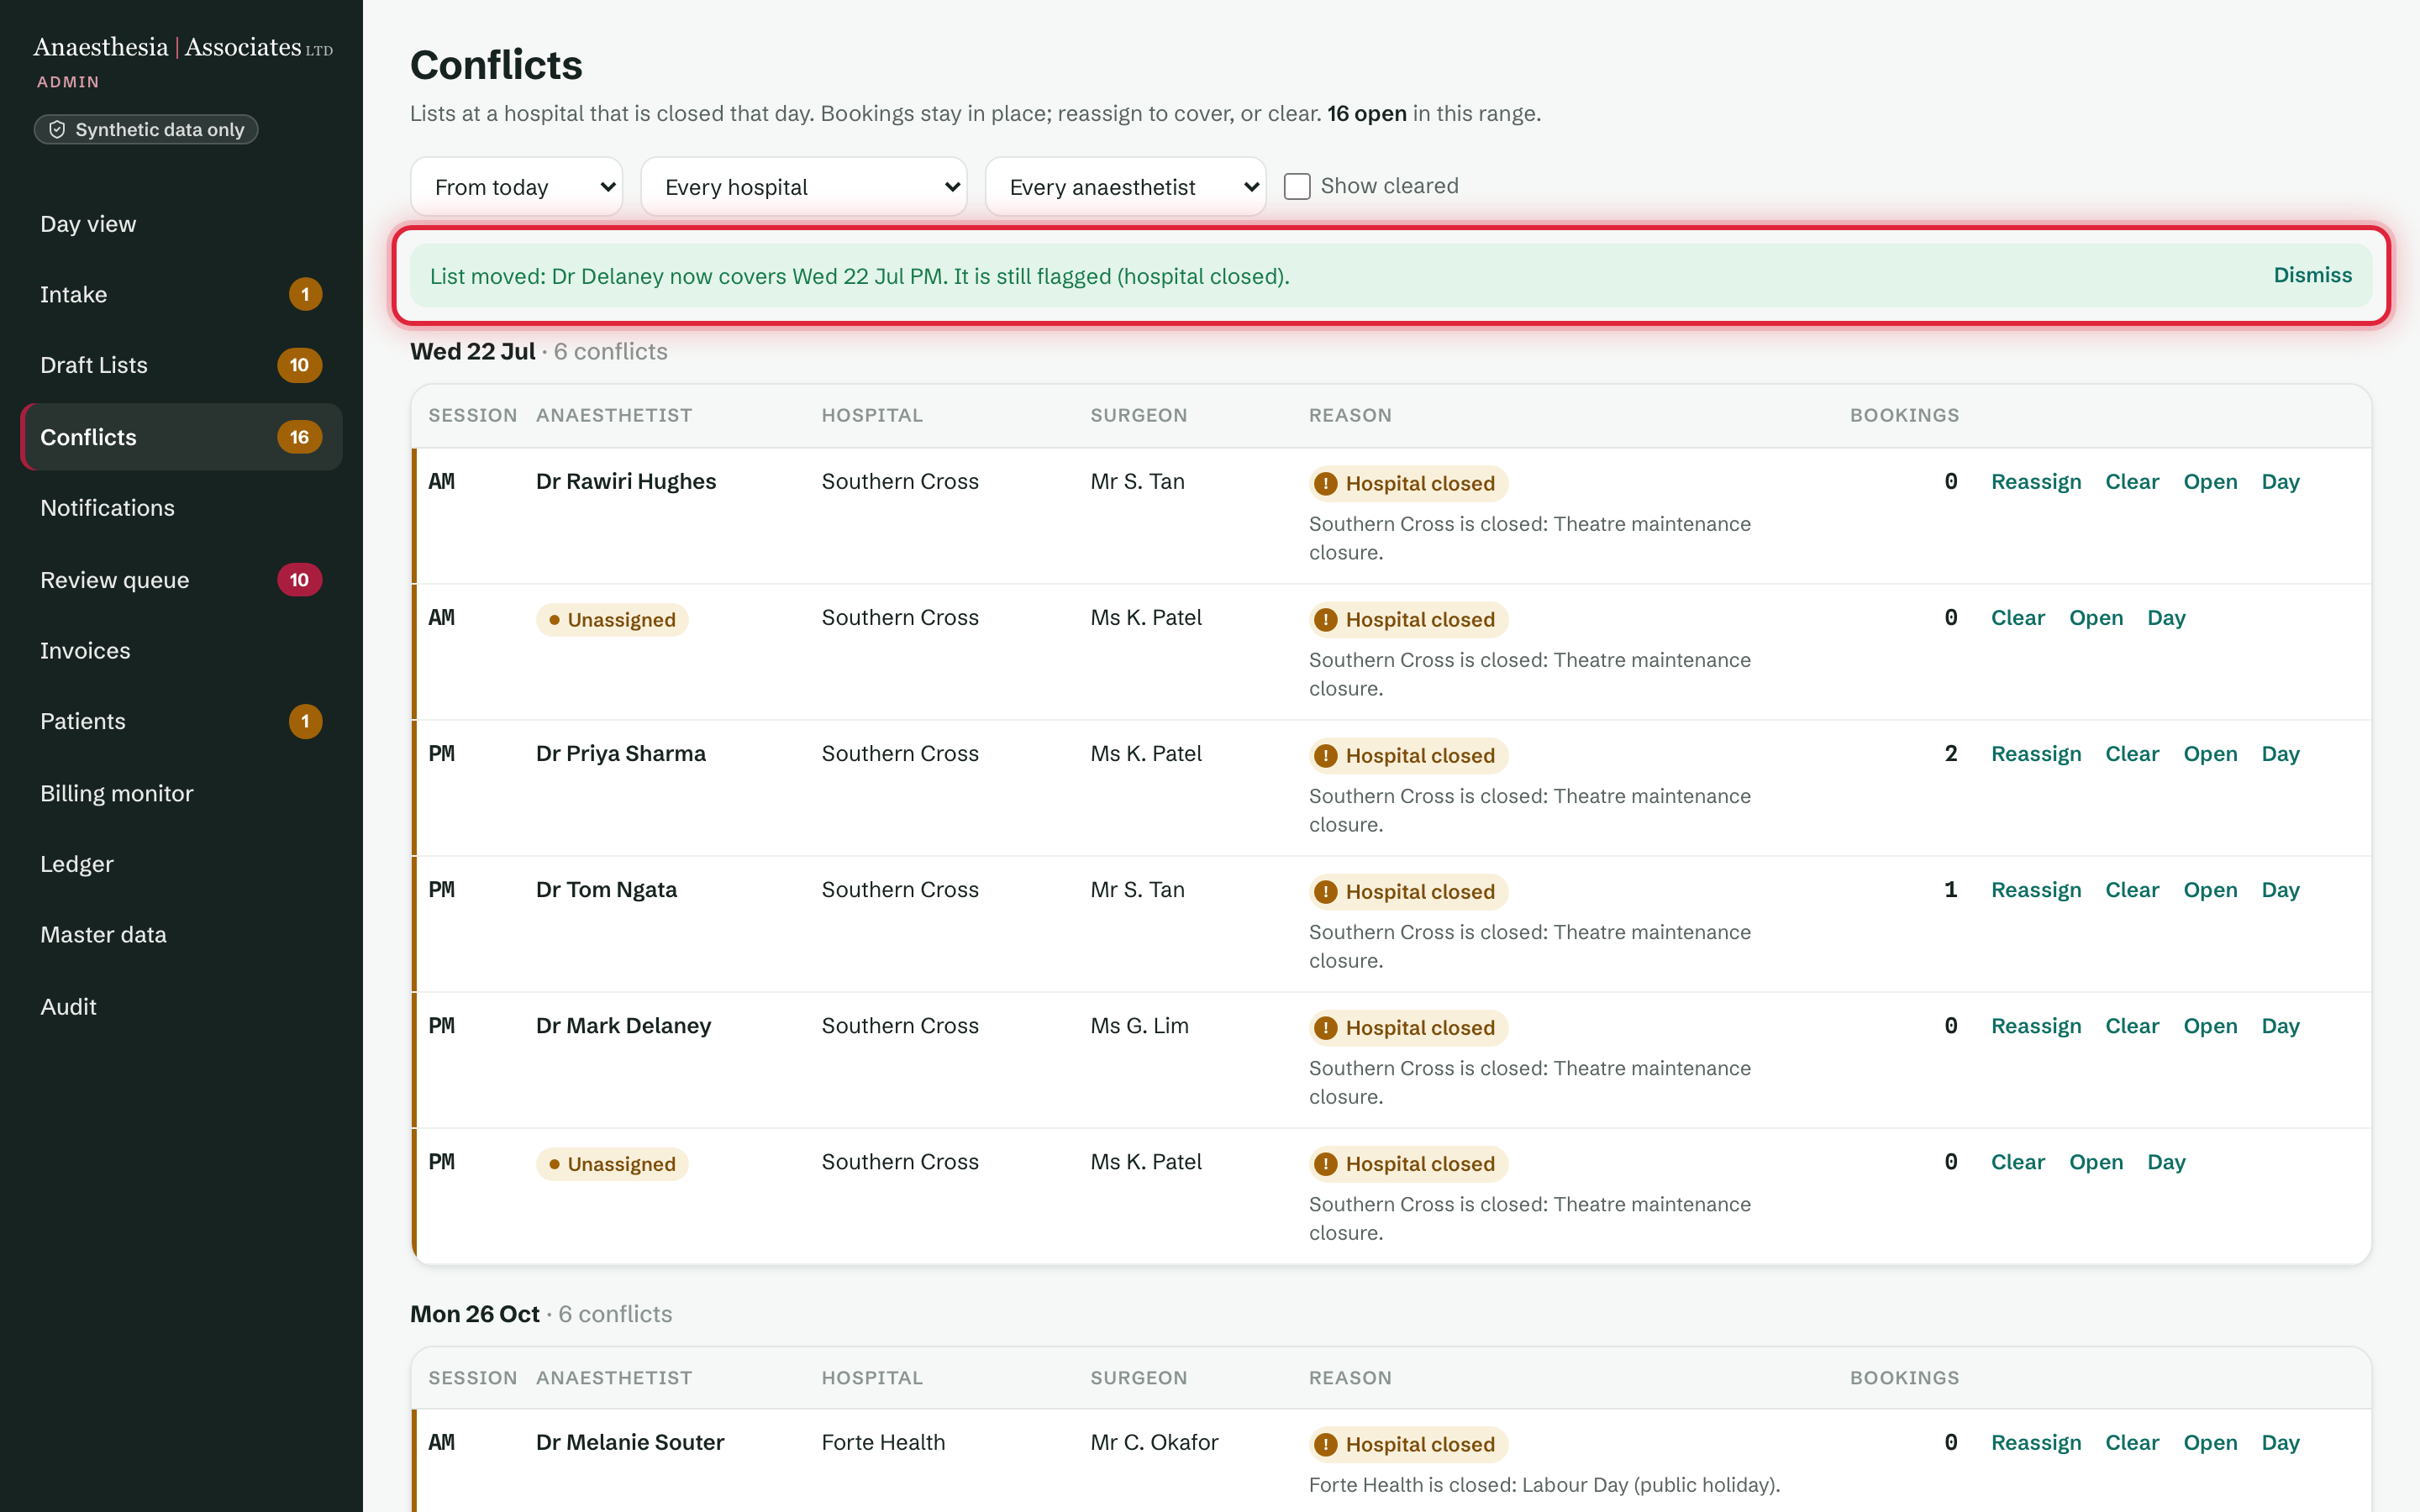 Anaesthesia | Associates LTD
ADMIN
Synthetic data only
Day view
Intake 1
Draft Lists 10
Conflicts 16
Notifications
Review queue 10
Invoices
Patients 1
Billing monitor
Ledger
Master data
Audit
Conflicts
Lists at a hospital that is closed that day. Bookings stay in place; reassign to cover, or clear. 16 open in this range.
From today Every hospital Every anaesthetist Show cleared
List moved: Dr Delaney now covers Wed 22 Jul PM. It is still flagged (hospital closed). Dismiss
Wed 22 Jul · 6 conflicts
SESSION ANAESTHETIST HOSPITAL SURGEON REASON BOOKINGS
AM Dr Rawiri Hughes Southern Cross Mr S. Tan ! Hospital closed 0 Reassign Clear Open Day
Southern Cross is closed: Theatre maintenance
closure.
AM Unassigned Southern Cross Ms K. Patel ! Hospital closed 0 Clear Open Day
Southern Cross is closed: Theatre maintenance
closure.
PM Dr Priya Sharma Southern Cross Ms K. Patel ! Hospital closed 2 Reassign Clear Open Day
Southern Cross is closed: Theatre maintenance
closure.
PM Dr Tom Ngata Southern Cross Mr S. Tan ! Hospital closed 1 Reassign Clear Open Day
Southern Cross is closed: Theatre maintenance
closure.
PM Dr Mark Delaney Southern Cross Ms G. Lim ! Hospital closed 0 Reassign Clear Open Day
Southern Cross is closed: Theatre maintenance
closure.
PM Unassigned Southern Cross Ms K. Patel ! Hospital closed 0 Clear Open Day
Southern Cross is closed: Theatre maintenance
closure.
Mon 26 Oct · 6 conflicts
SESSION ANAESTHETIST HOSPITAL SURGEON REASON BOOKINGS
AM Dr Melanie Souter Forte Health Mr C. Okafor ! Hospital closed 0 Reassign Clear Open Day
Forte Health is closed: Labour Day (public holiday).